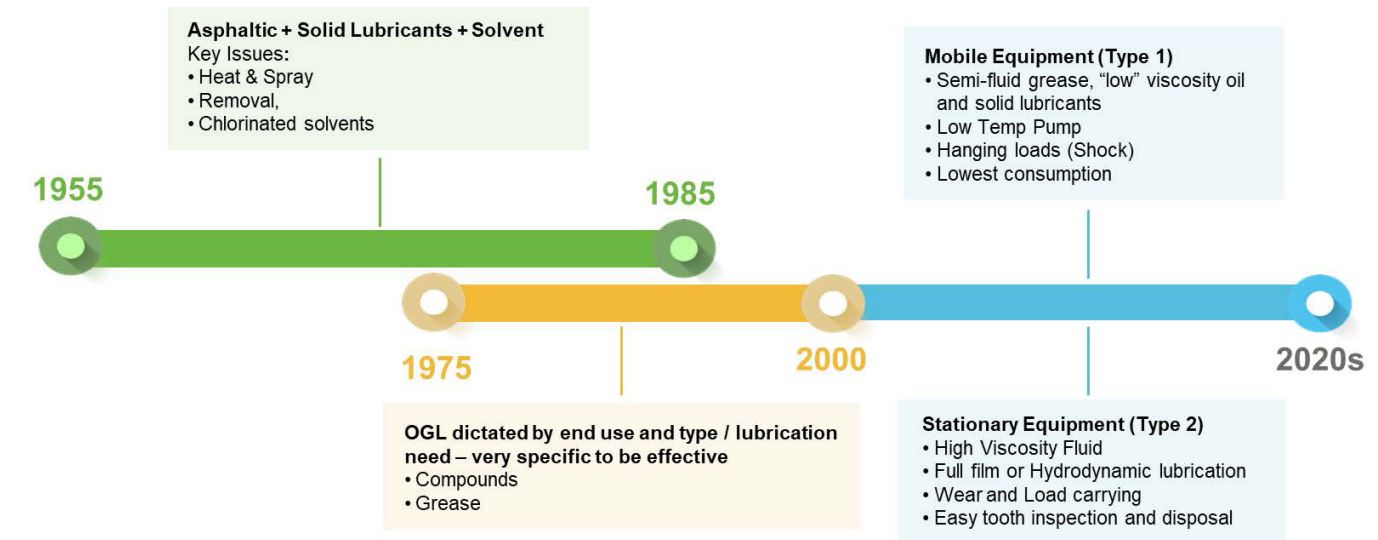 Asphaltic + Solid Lubricants + Solvent
Key Issues:
• Heat & Spray
• Removal,
• Chlorinated solvents
Mobile Equipment (Type 1)
• Semi-fluid grease, “low” viscosity oil
and solid lubricants
• Low Temp Pump
• Hanging loads (Shock)
• Lowest consumption
1955
1985
1975
2000
2020s
OGL dictated by end use and type / lubrication
need – very specific to be effective
• Compounds
• Grease
Stationary Equipment (Type 2)
• High Viscosity Fluid
• Full film or Hydrodynamic lubrication
• Wear and Load carrying
• Easy tooth inspection and disposal